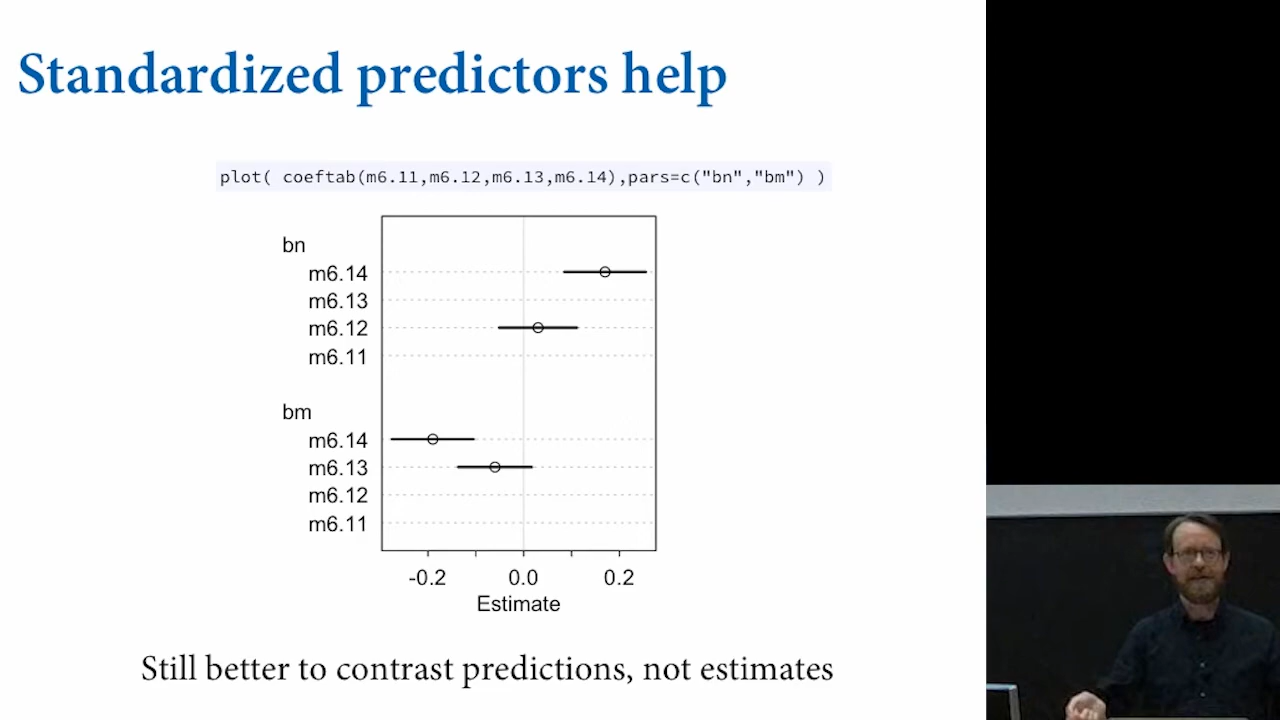 Standardized predictors help
plot( coeftab(m6.11,m6.12,m6.13,m6.14),pars=c("bn","bm") )
bn
m6.14
m6.13
m6.12
m6.11
bm
m6.14
m6.13
m6.12
m6.11
-0.2 0.0 0.2
Estimate
Still better to contrast predictions, not estimates